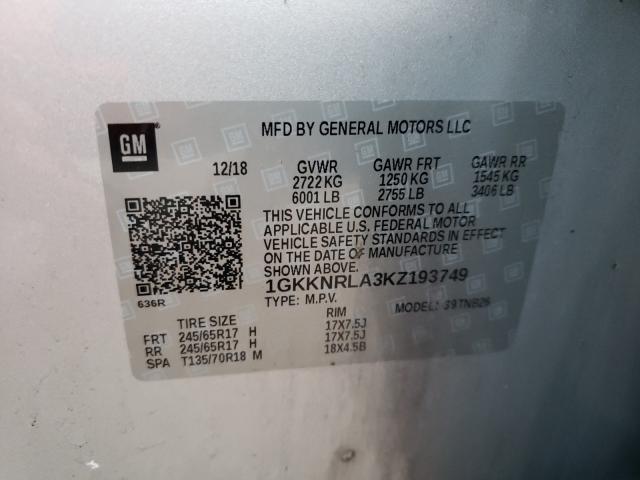 GM
MFD BY GENERAL MOTORS LLC
12/18 GVWR GAWR FRT GAWR RR
2722 KG 1250 KG 1545 KG
6001 LB 2755 LB 3406 LB
THIS VEHICLE CONFORMS TO ALL
APPLICABLE U.S. FEDERAL MOTOR
VEHICLE SAFETY STANDARDS IN EFFECT
ON THE DATE OF MANUFACTURE
SHOWN ABOVE.
1GKKNRLA3KZ193749
636R
TYPE: M.P.V. MODEL:
TIRE SIZE RIM
FRT 245/65R17 H 17X7.5J
RR 245/65R17 H 17X7.5J
SPA T135/70R18 M 18X4.5B